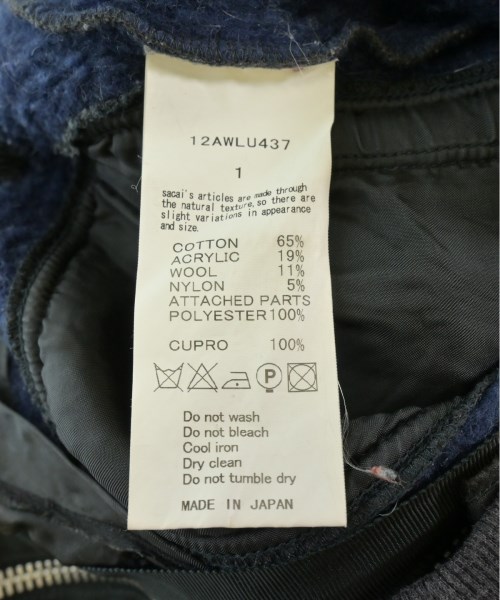 12AWLU437
1
sacai's articles are made through
the natural texture, so there are
slight variations in appearance
and size.
COTTON 65%
ACRYLIC 19%
WOOL 11%
NYLON 5%
ATTACHED PARTS
POLYESTER 100%
CUPRO 100%
P
Do not wash
Do not bleach
Cool iron
Dry clean
Do not tumble dry
MADE IN JAPAN